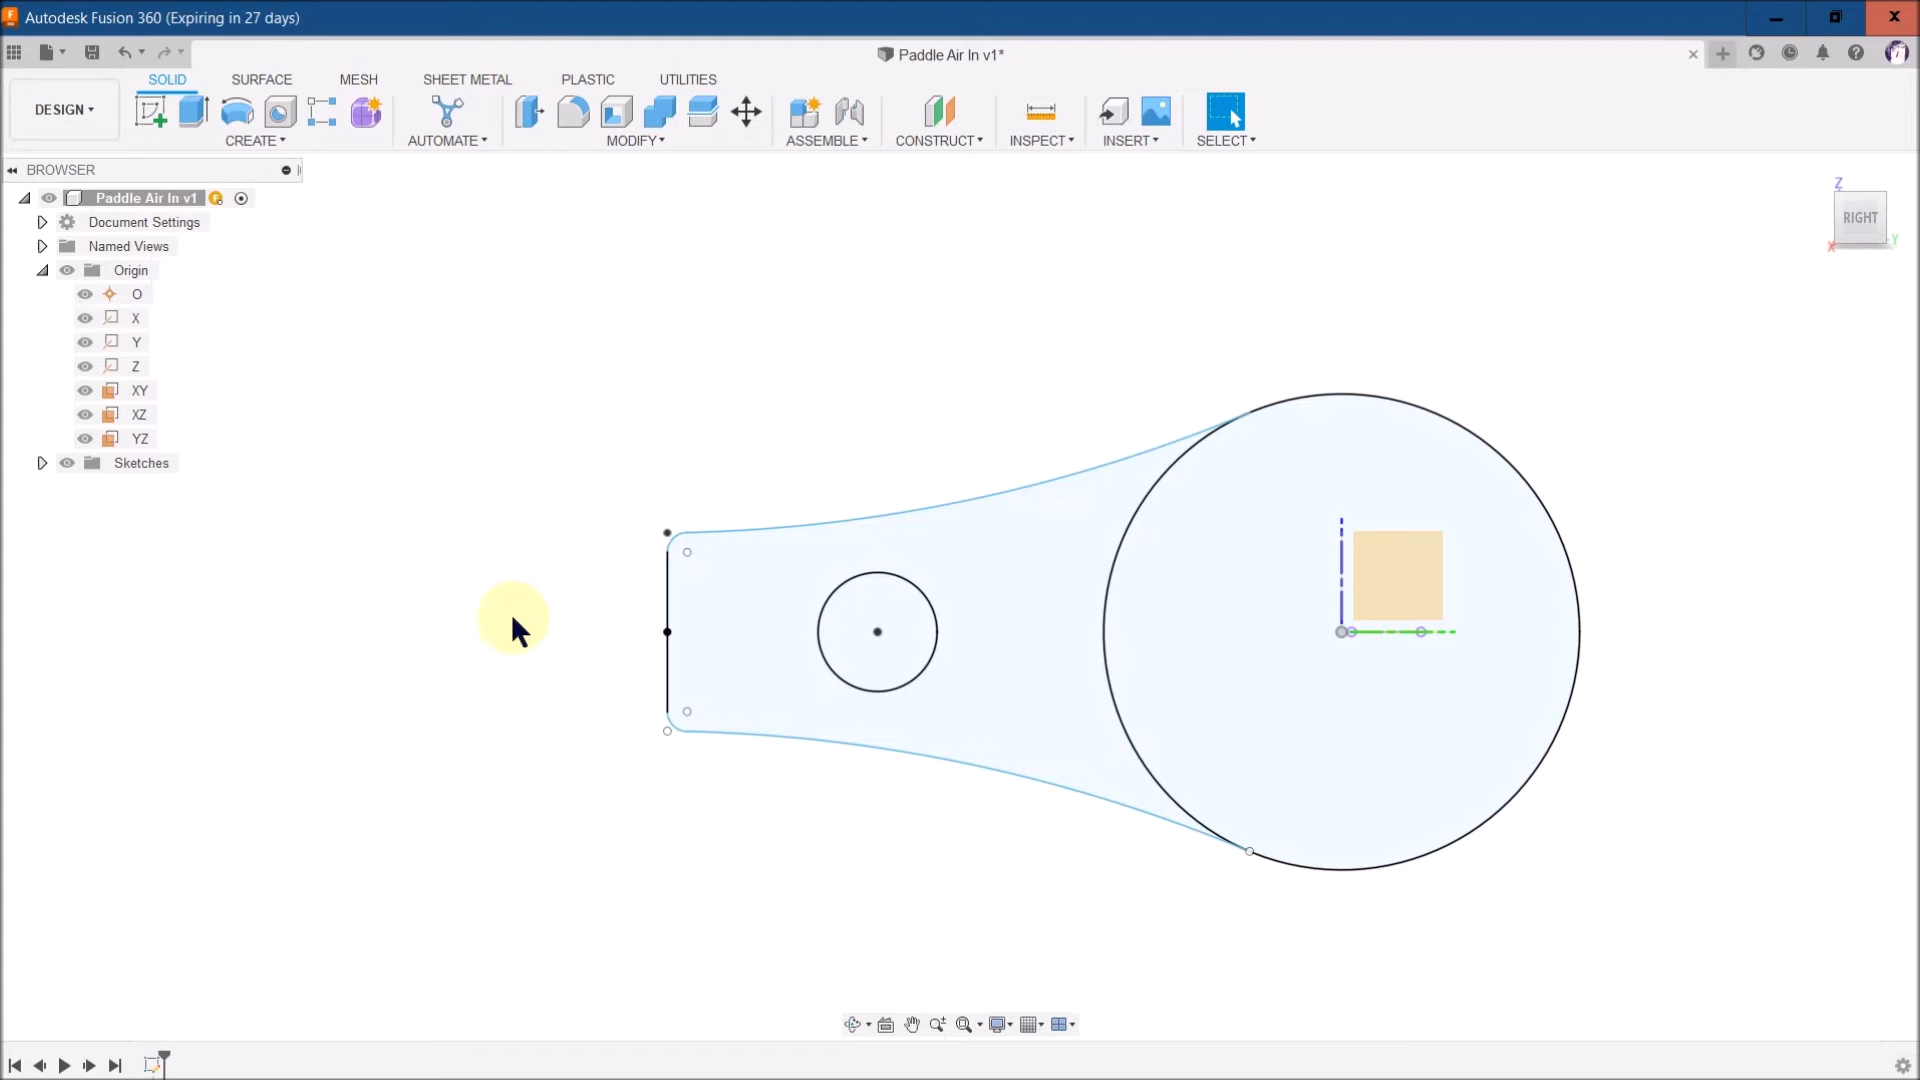 Autodesk Fusion 360 (Expiring in 27 days)
Paddle Air In v1*
SOLID SURFACE MESH SHEET METAL PLASTIC UTILITIES
DESIGN
CREATE AUTOMATE MODIFY ASSEMBLE CONSTRUCT INSPECT INSERT SELECT
BROWSER
Paddle Air In v1
Document Settings
Named Views
Origin
O
X
Y
Z
XY
XZ
YZ
Sketches
Z
RIGHT
X
Y